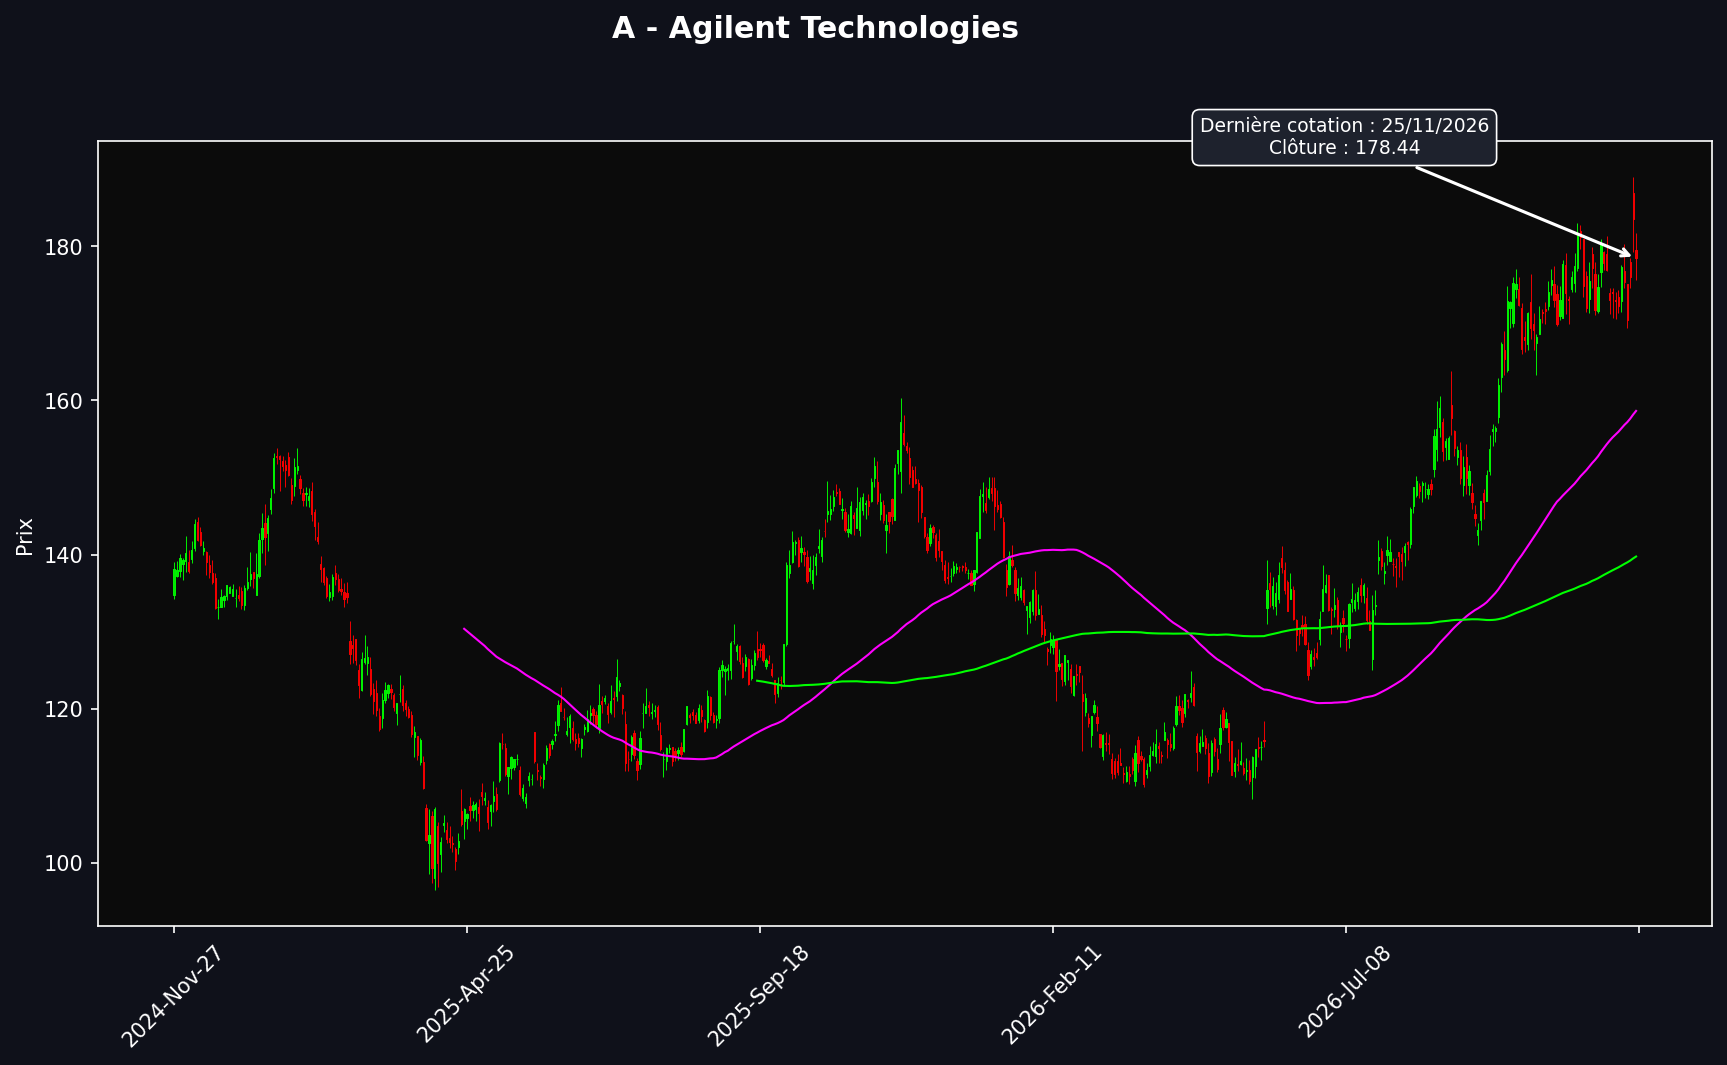 A - Agilent Technologies
Dernière cotation : 25/11/2026
Clôture : 178.44
Prix
180
160
140
120
100
2024-Nov-27
2025-Apr-25
2025-Sep-18
2026-Feb-11
2026-Jul-08